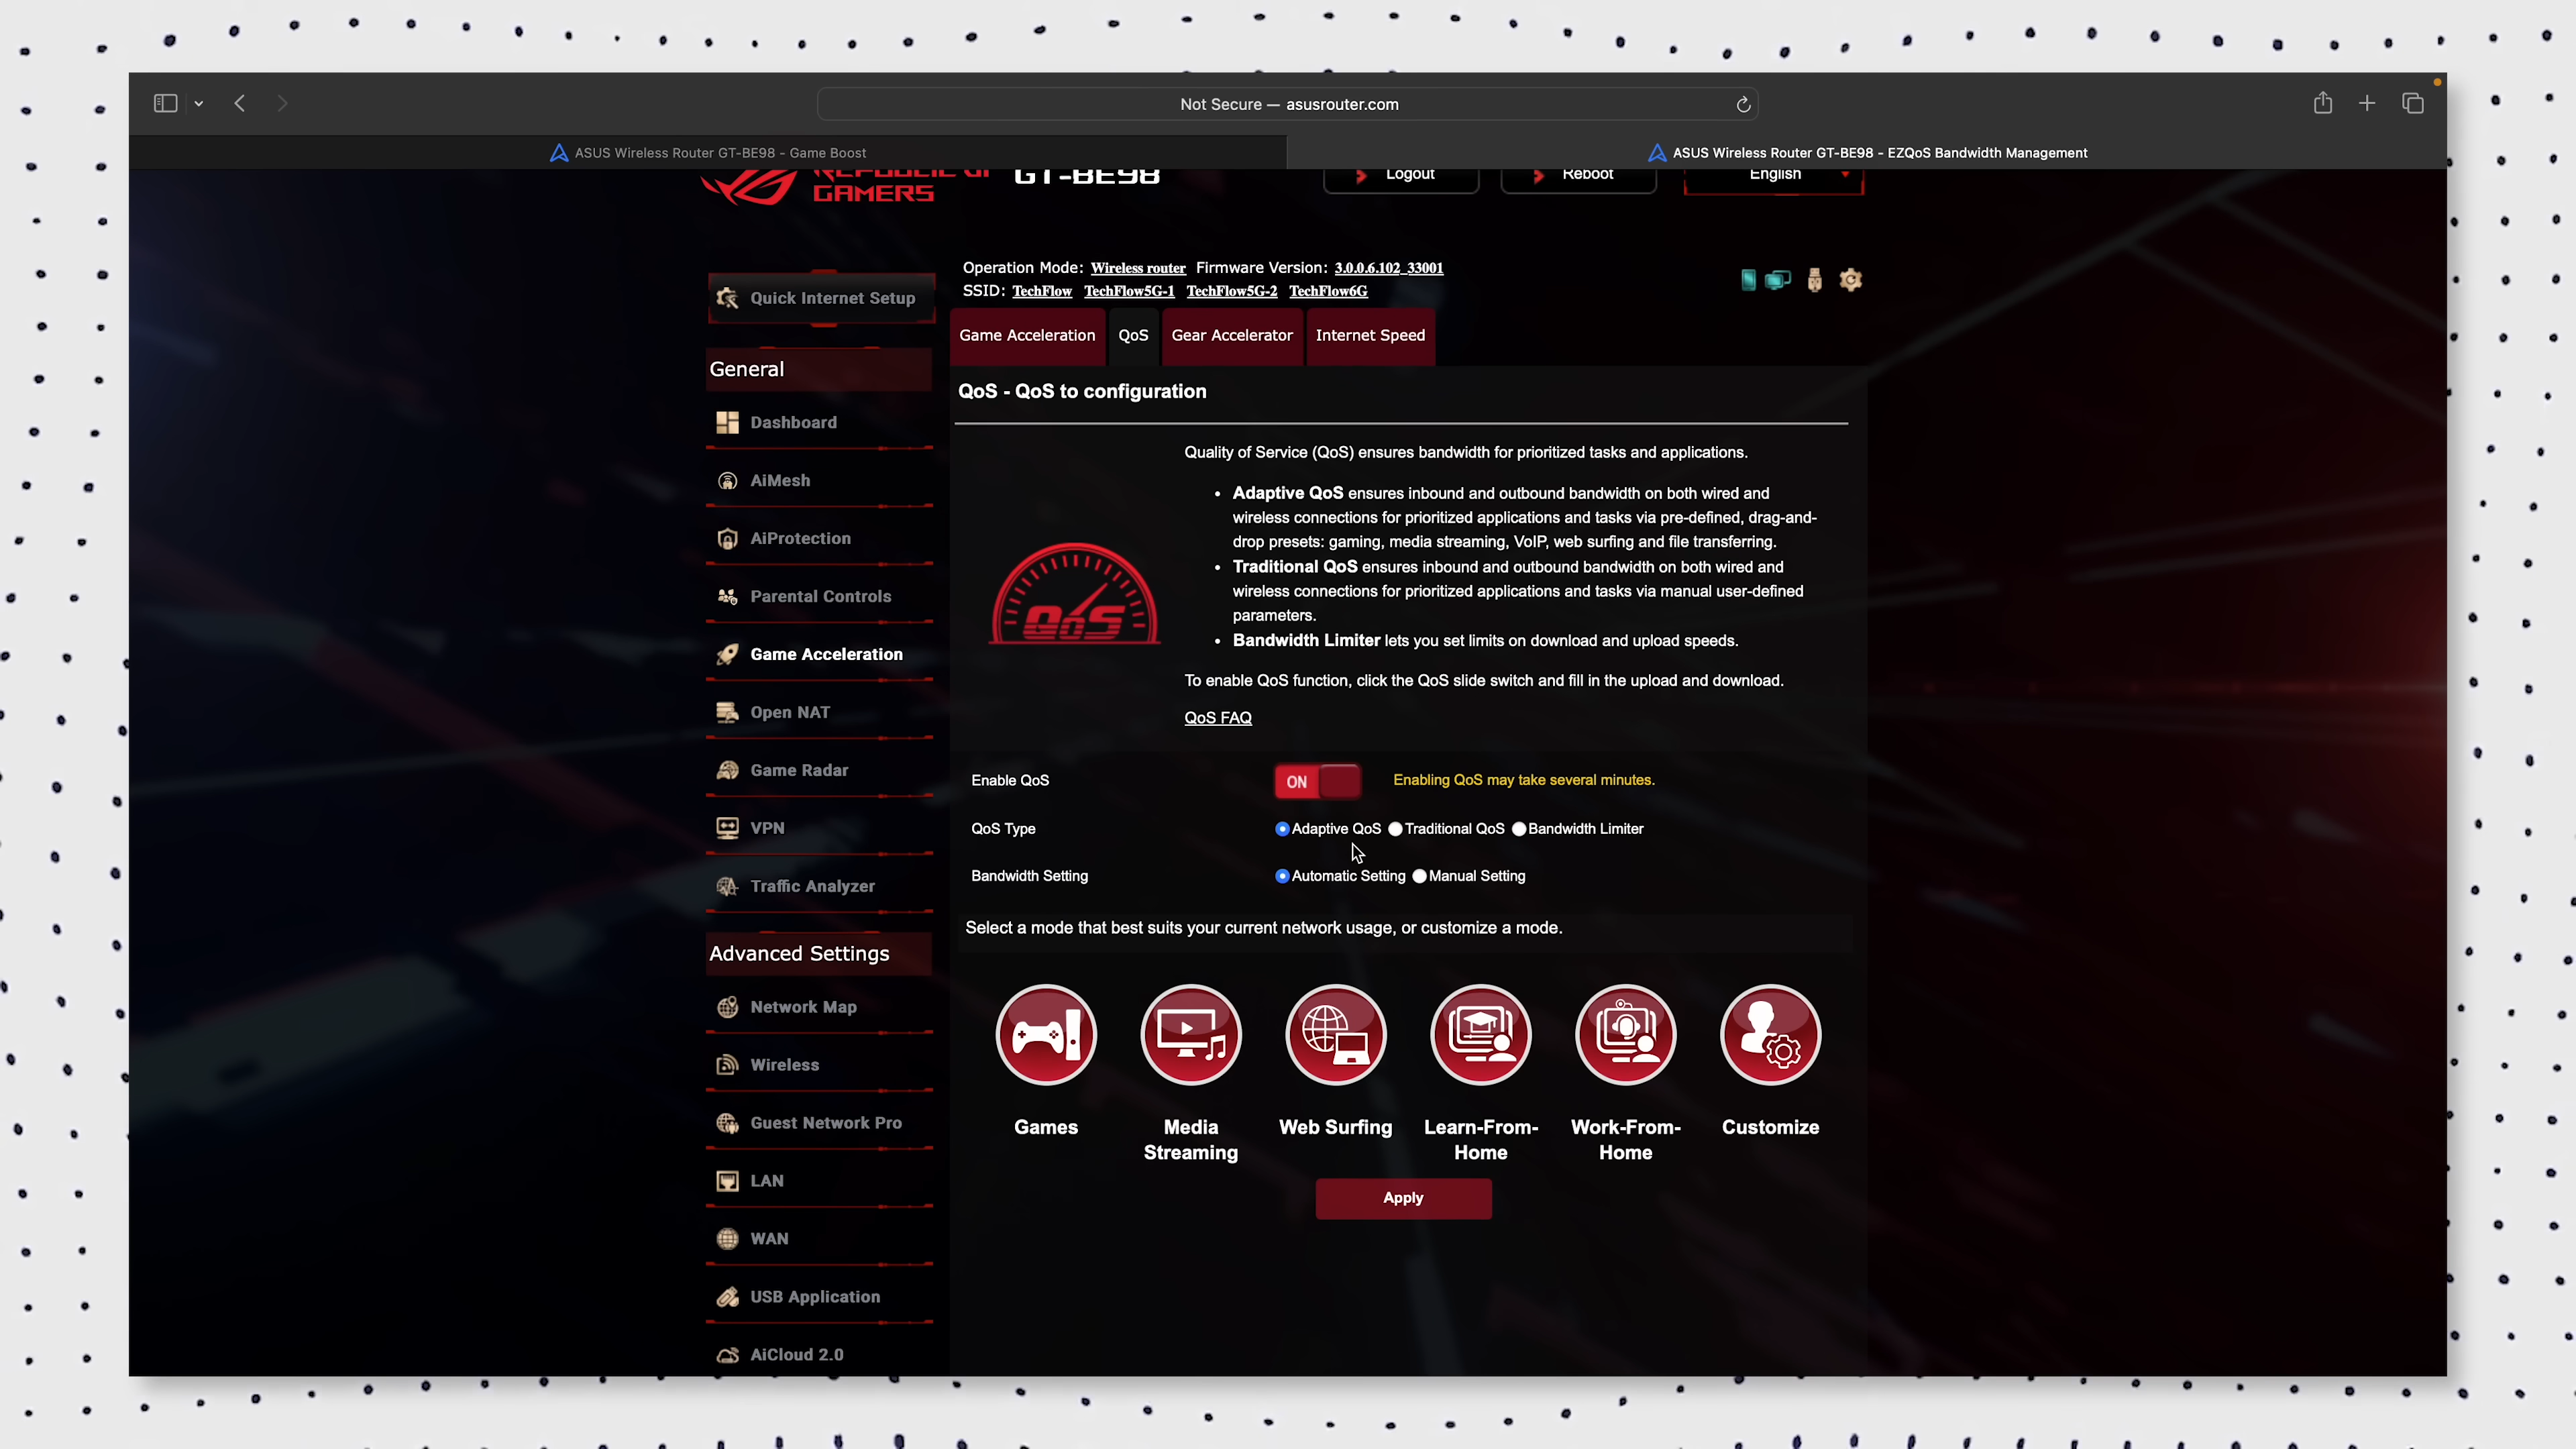 Not Secure — asusrouter.com
ASUS Wireless Router GT-BE98 - Game Boost
ASUS Wireless Router GT-BE98 - EZQoS Bandwidth Management
REPUBLIC OF
GAMERS
GT-BE98
Logout
Reboot
English
Operation Mode: Wireless router Firmware Version: 3.0.0.6.102_33001
SSID: TechFlow TechFlow5G-1 TechFlow5G-2 TechFlow6G
Quick Internet Setup
General
Dashboard
AiMesh
AiProtection
Parental Controls
Game Acceleration
Open NAT
Game Radar
VPN
Traffic Analyzer
Advanced Settings
Network Map
Wireless
Guest Network Pro
LAN
WAN
USB Application
AiCloud 2.0
Game Acceleration
QoS
Gear Accelerator
Internet Speed
QoS - QoS to configuration
QoS
Quality of Service (QoS) ensures bandwidth for prioritized tasks and applications.
• Adaptive QoS ensures inbound and outbound bandwidth on both wired and
wireless connections for prioritized applications and tasks via pre-defined, drag-and-
drop presets: gaming, media streaming, VoIP, web surfing and file transferring.
• Traditional QoS ensures inbound and outbound bandwidth on both wired and
wireless connections for prioritized applications and tasks via manual user-defined
parameters.
• Bandwidth Limiter lets you set limits on download and upload speeds.
To enable QoS function, click the QoS slide switch and fill in the upload and download.
QoS FAQ
Enable QoS
ON
Enabling QoS may take several minutes.
QoS Type
Adaptive QoS Traditional QoS Bandwidth Limiter
Bandwidth Setting
Automatic Setting Manual Setting
Select a mode that best suits your current network usage, or customize a mode.
Games
Media
Streaming
Web Surfing
Learn-From-
Home
Work-From-
Home
Customize
Apply